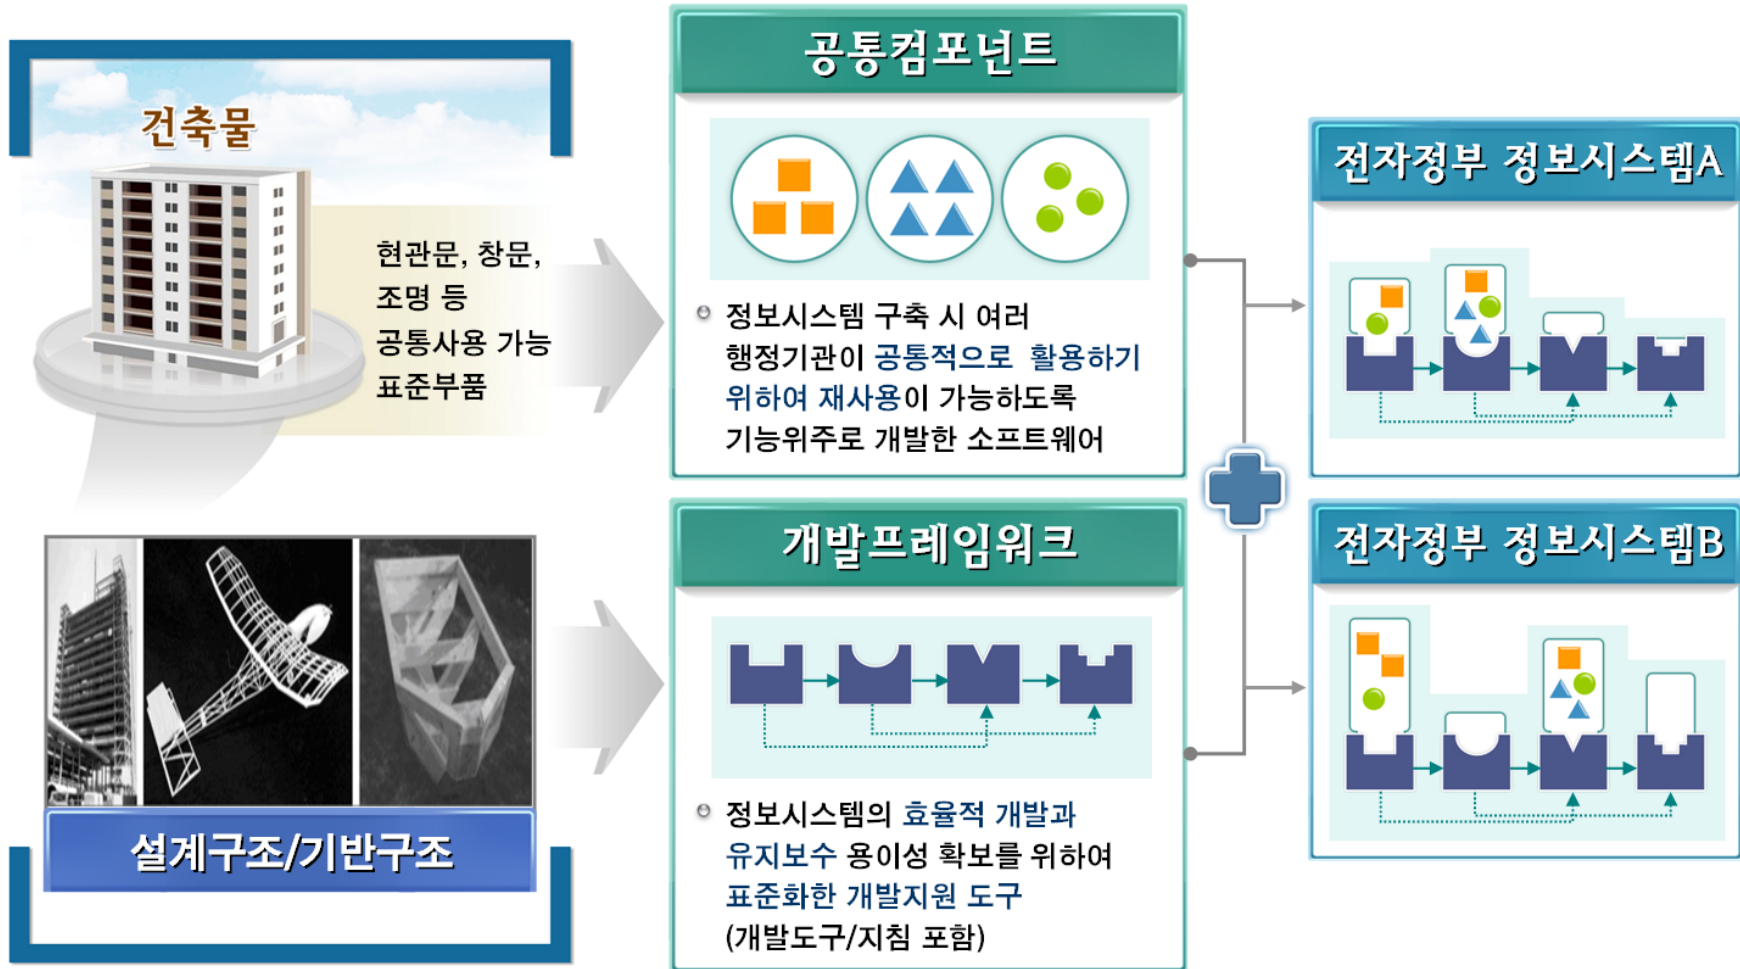 건축물
현관문, 창문,
조명 등
공통사용 가능
표준부품
설계구조/기반구조
공통컴포넌트
정보시스템 구축 시 여러
행정기관이 공통적으로 활용하기
위하여 재사용이 가능하도록
기능위주로 개발한 소프트웨어
개발프레임워크
정보시스템의 효율적 개발과
유지보수 용이성 확보를 위하여
표준화한 개발지원 도구
(개발도구/지침 포함)
전자정부 정보시스템A
전자정부 정보시스템B